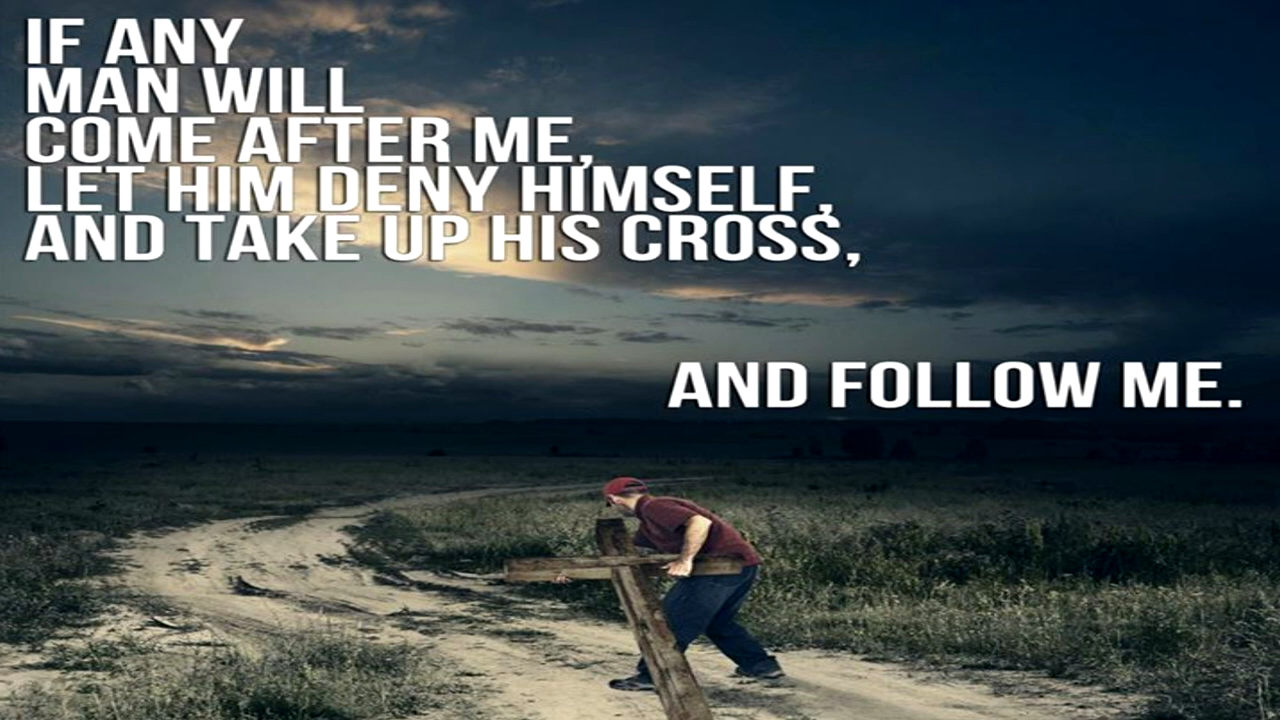 IF ANY
MAN WILL
COME AFTER ME,
LET HIM DENY HIMSELF,
AND TAKE UP HIS CROSS,
AND FOLLOW ME.